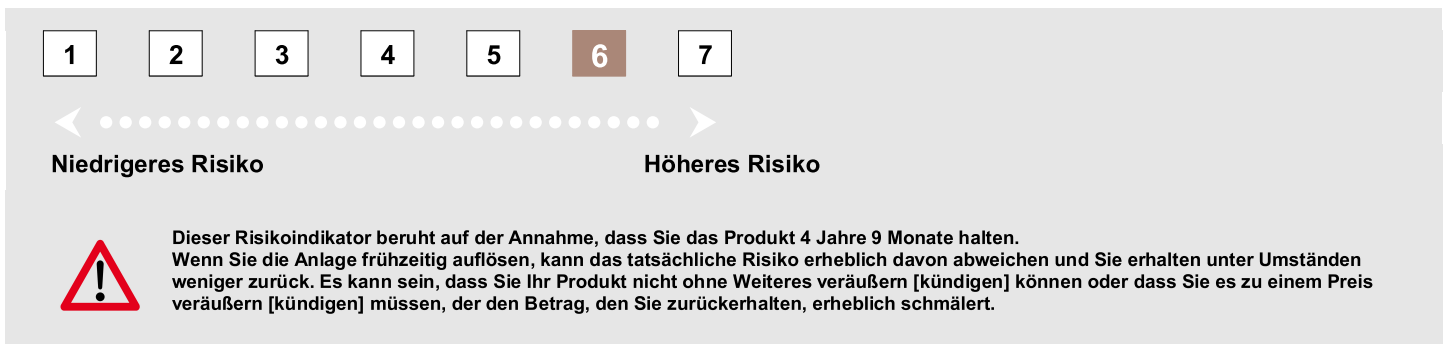 1 2 3 4 5 6 7
Niedrigeres Risiko Höheres Risiko
Dieser Risikoindikator beruht auf der Annahme, dass Sie das Produkt 4 Jahre 9 Monate halten.
Wenn Sie die Anlage frühzeitig auflösen, kann das tatsächliche Risiko erheblich davon abweichen und Sie erhalten unter Umständen
weniger zurück. Es kann sein, dass Sie Ihr Produkt nicht ohne Weiteres veräußern [kündigen] können oder dass Sie es zu einem Preis
veräußern [kündigen] müssen, der den Betrag, den Sie zurückerhalten, erheblich schmälert.